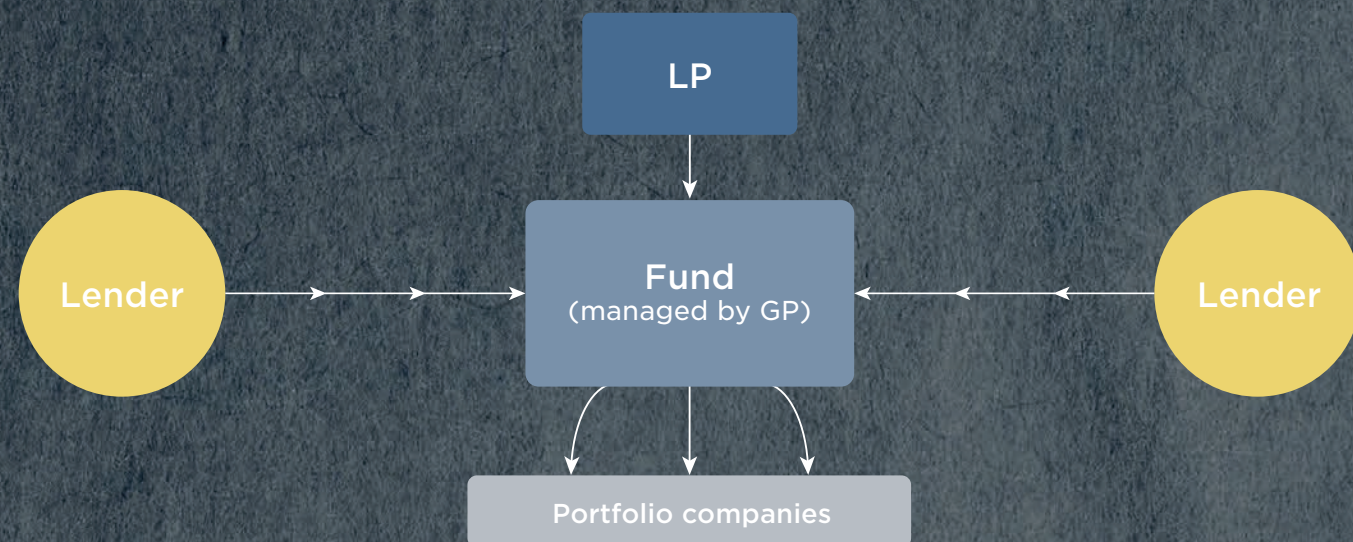 LP
Lender
Fund
(managed by GP)
Lender
Portfolio companies